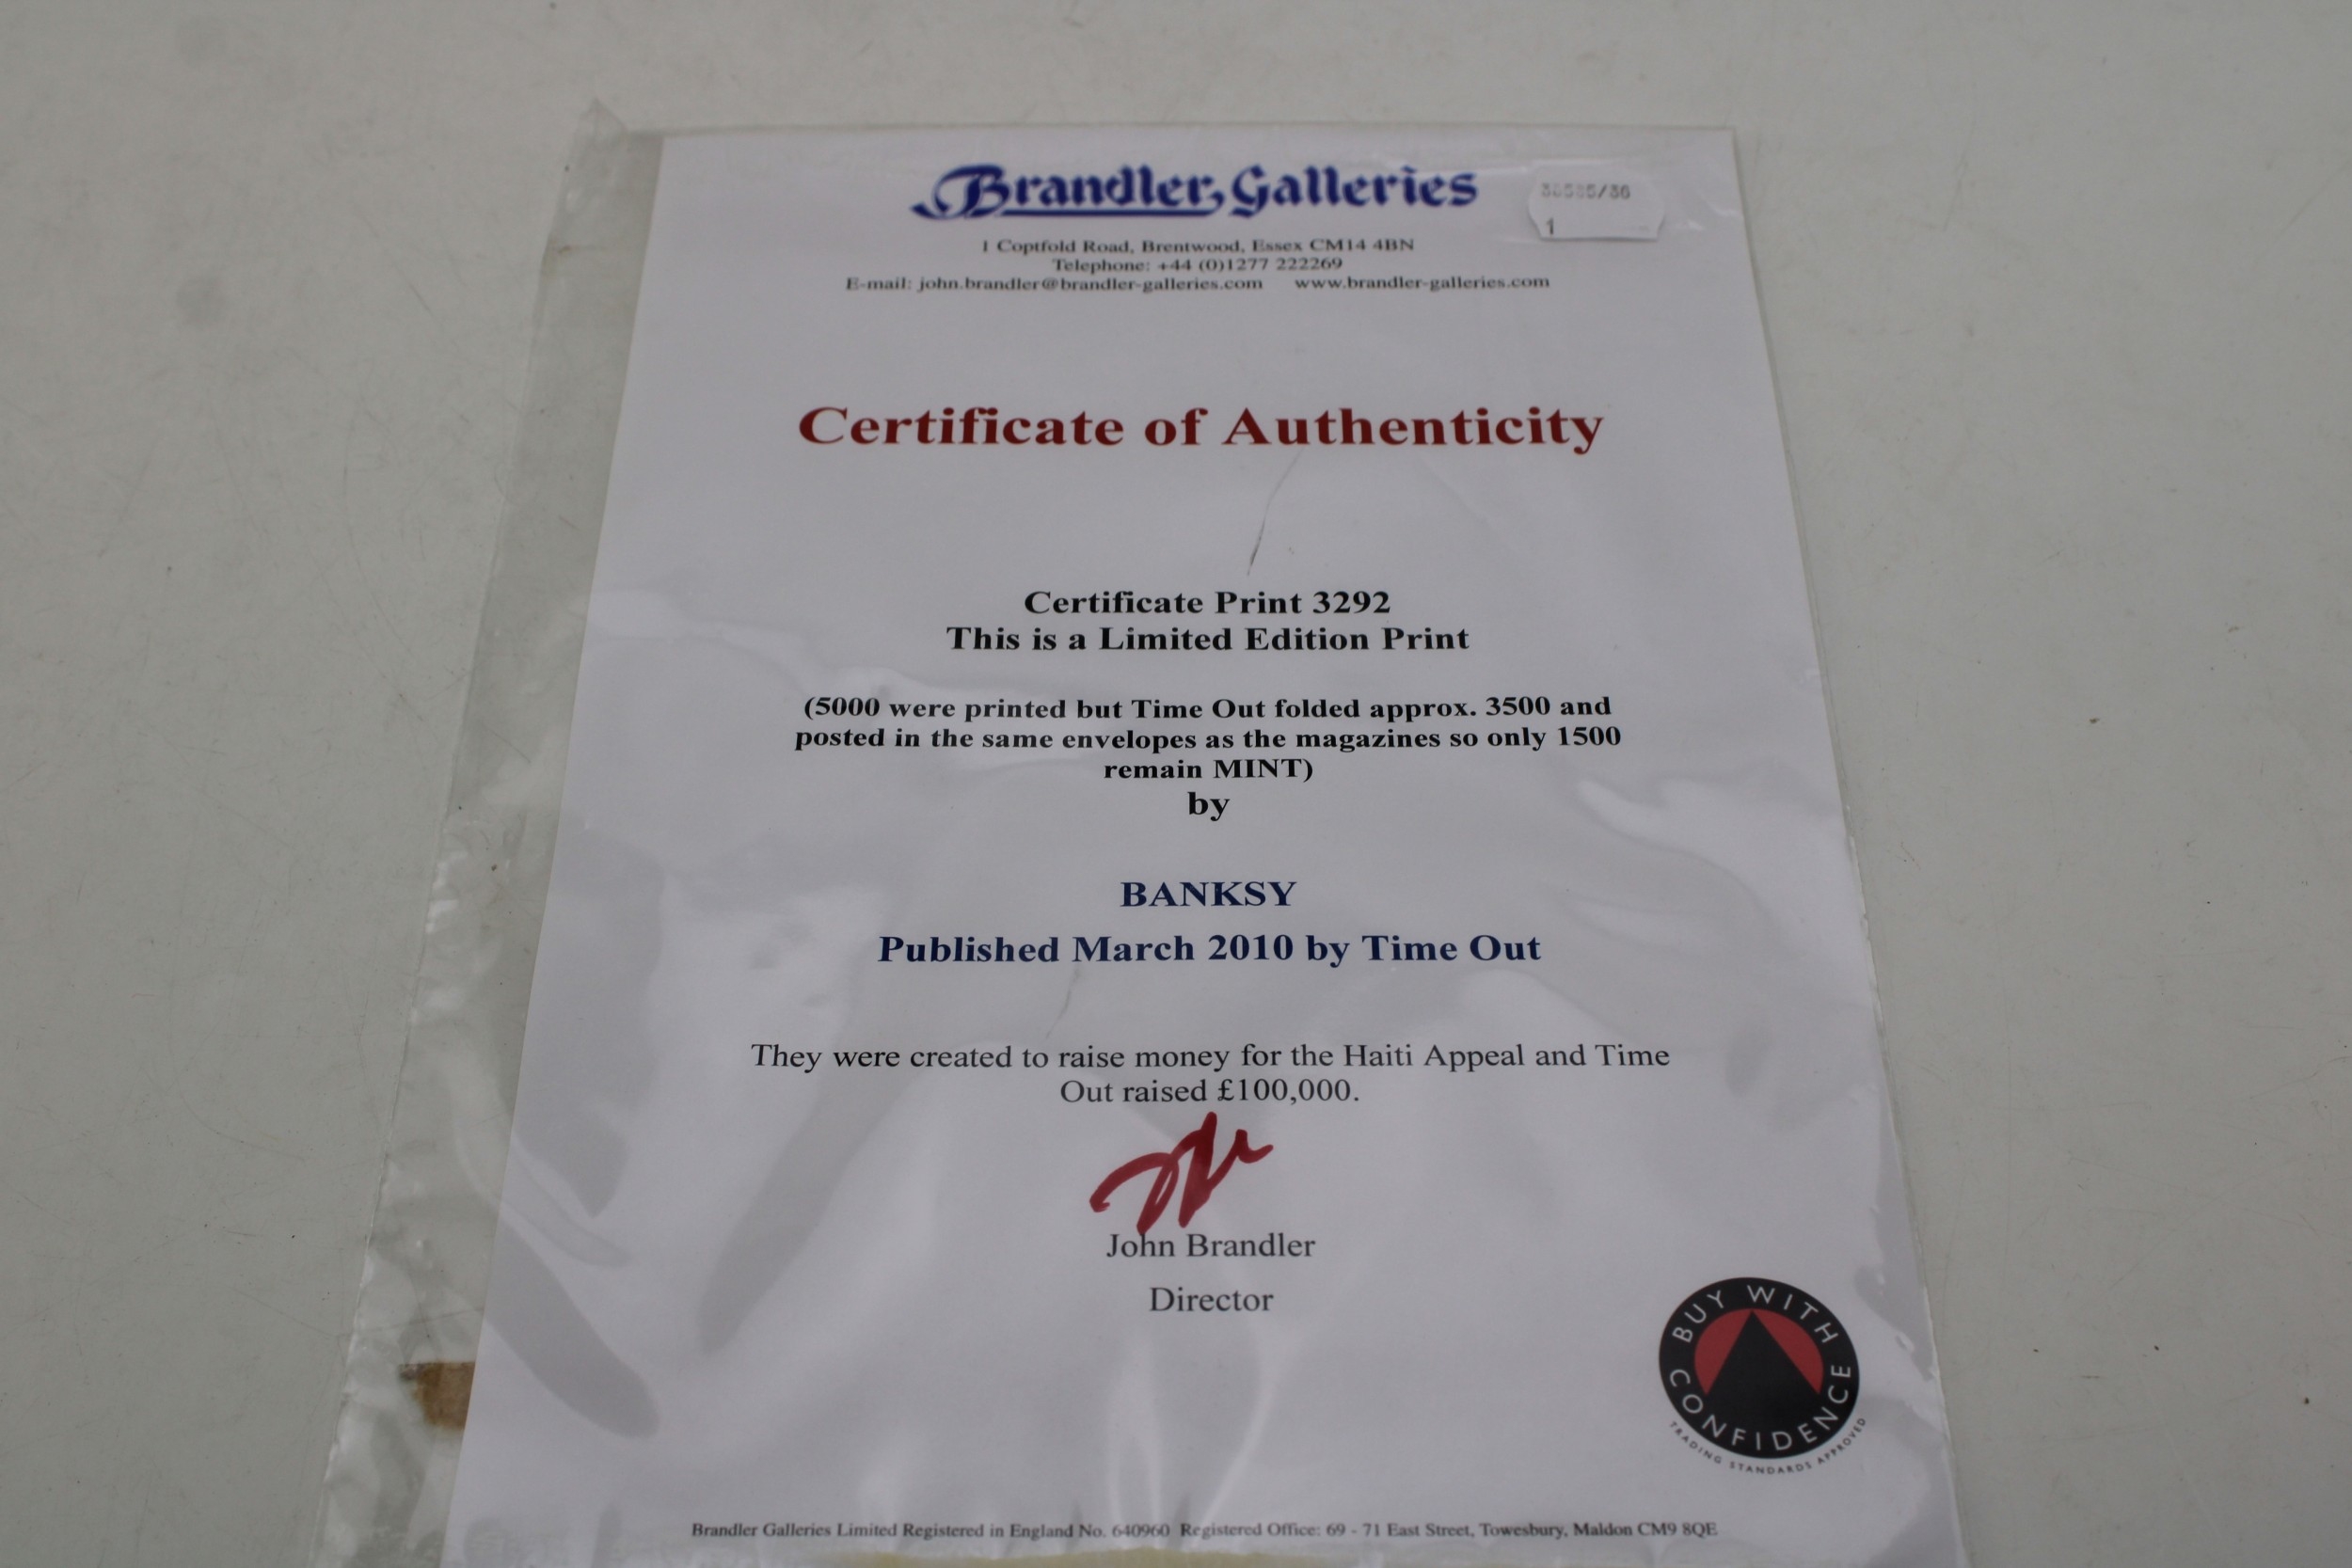 Brandler Galleries
/36
1
1 Coptfold Road, Brentwood, Essex CM14 4BN
Telephone: +44 (0)1277 222269
E-mail: john.brandler@brandler-galleries.com www.brandler-galleries.com
Certificate of Authenticity
Certificate Print 3292
This is a Limited Edition Print
(5000 were printed but Time Out folded approx. 3500 and
posted in the same envelopes as the magazines so only 1500
remain MINT)
by
BANKSY
Published March 2010 by Time Out
They were created to raise money for the Haiti Appeal and Time
Out raised £100,000.
John Brandler
Director
BUY WITH CONFIDENCE
TRADING STANDARDS APPROVED
Brandler Galleries Limited Registered in England No. 640960 Registered Office: 69 - 71 East Street, Towesbury, Maldon CM9 8QE